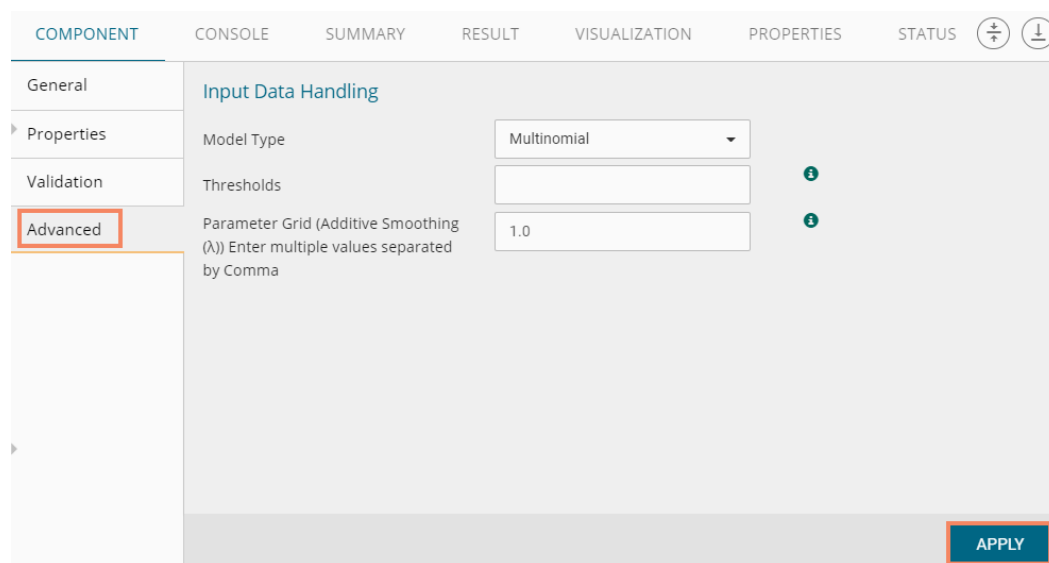 COMPONENT CONSOLE SUMMARY RESULT VISUALIZATION PROPERTIES STATUS
General
Properties
Validation
Advanced
Input Data Handling
Model Type Multinomial
Thresholds
Parameter Grid (Additive Smoothing
(λ)) Enter multiple values separated
by Comma
1.0
APPLY